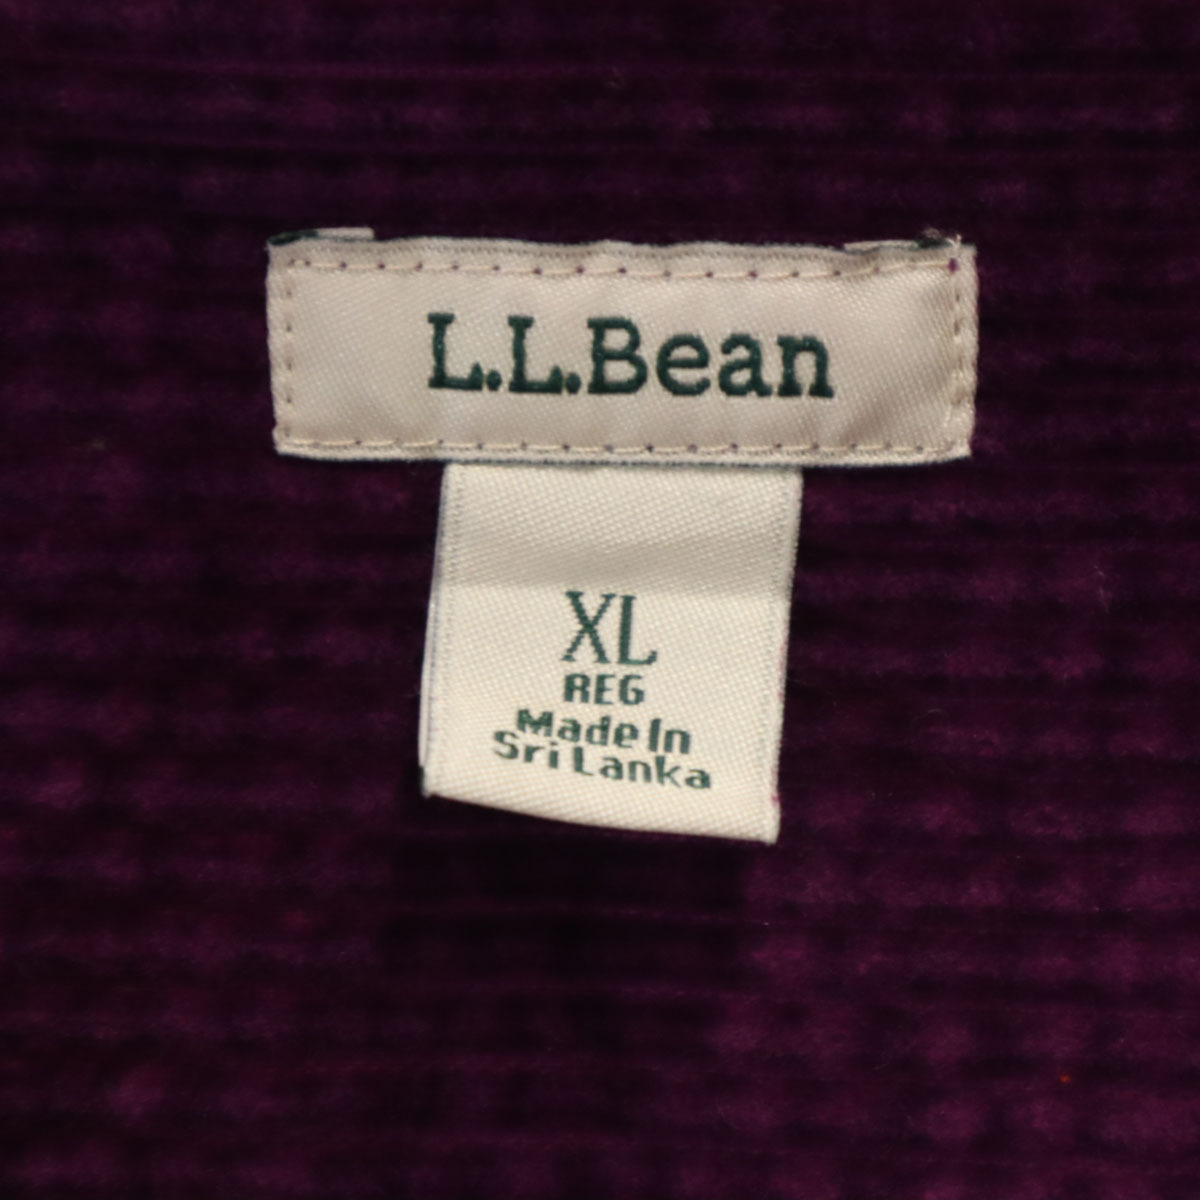 L.L.Bean
XL
REG
Made In
Sri Lanka